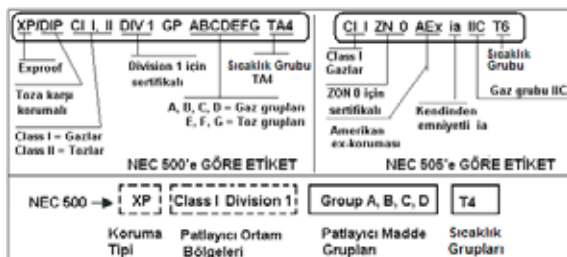 XP/DIP CI I, II DIV 1 GP ABCDEFG TA4
Exproof
Toza karşı
korumalı
Class I = Gazlar
Class II = Tozlar
Division 1 için
sertifikalı
Sıcaklık Grubu
TA4
A, B, C, D = Gaz grupları
E, F, G = Toz grupları
NEC 500'e GÖRE ETİKET
CI I ZN 0 AEx ia IIC T6
Class I
Gazlar
ZON 0 için
sertifikalı
Amerikan
ex-koruması
Kendinden
emniyetli ia
Sıcaklık
Grubu
Gaz grubu IIC
NEC 505'e GÖRE ETİKET
NEC 500 → XP Class I Division 1 Group A, B, C, D T4
Koruma
Tipi
Patlayıcı Ortam
Bölgeleri
Patlayıcı Madde
Grupları
Sıcaklık
Grupları